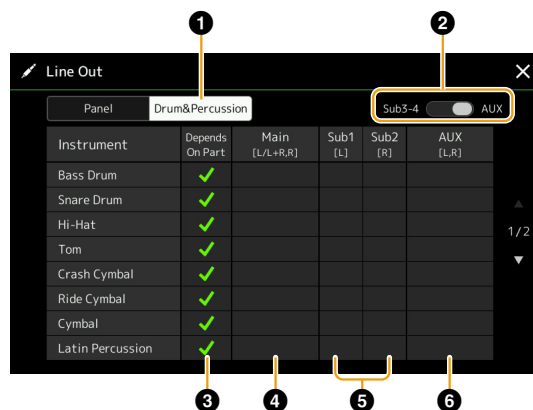 1 2
Line Out ×
Panel Drum&Percussion Sub3-4 AUX
Instrument Depends On Part Main [L/L+R,R] Sub1 [L] Sub2 [R] AUX [L,R]
Bass Drum ✓
Snare Drum ✓
Hi-Hat ✓
1/2
Tom ✓
Crash Cymbal ✓
Ride Cymbal ✓
Cymbal ✓
Latin Percussion ✓
3 4 5 6